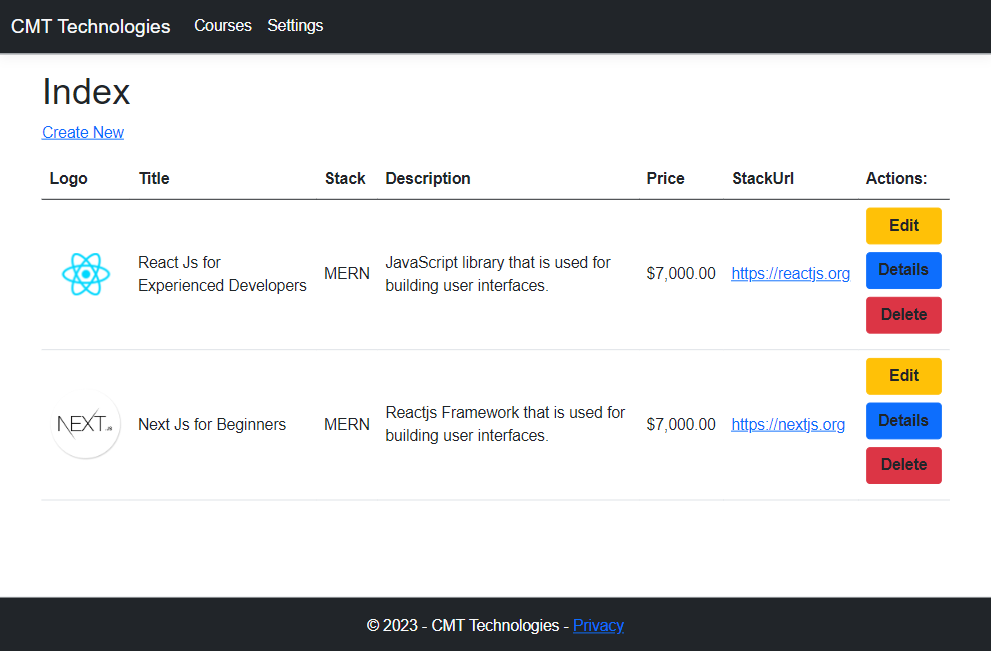 CMT Technologies Courses Settings
Index
Create New
Logo Title Stack Description Price StackUrl Actions:
React Js for
Experienced Developers
MERN
JavaScript library that is used for
building user interfaces.
$7,000.00
https://reactjs.org
Edit
Details
Delete
NEXT.JS
Next Js for Beginners
MERN
Reactjs Framework that is used for
building user interfaces.
$7,000.00
https://nextjs.org
Edit
Details
Delete
© 2023 - CMT Technologies - Privacy